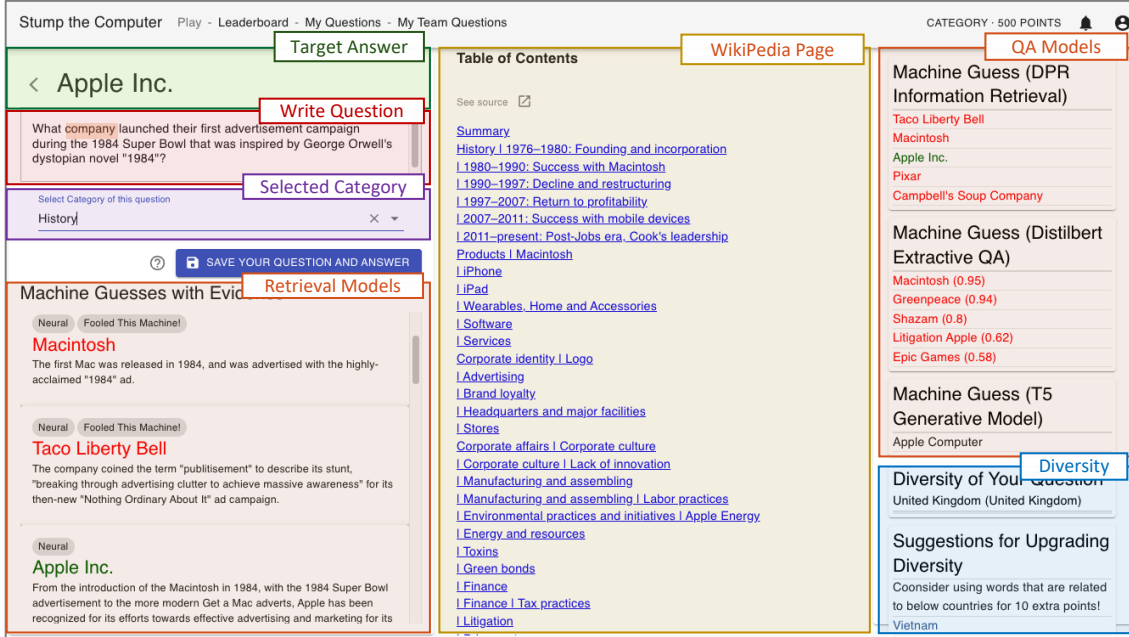 Stump the Computer Play - Leaderboard - My Questions - My Team Questions CATEGORY · 500 POINTS
Target Answer
Apple Inc.
Write Question
What company launched their first advertisement campaign
during the 1984 Super Bowl that was inspired by George Orwell's
dystopian novel "1984"?
Selected Category
Select Category of this question
History
SAVE YOUR QUESTION AND ANSWER
Retrieval Models
Machine Guesses with
Neural Fooled This Machine!
Macintosh
The first Mac was released in 1984, and was advertised with the highly-
acclaimed "1984" ad.
Neural Fooled This Machine!
Taco Liberty Bell
The company coined the term "publitisement" to describe its stunt,
"breaking through advertising clutter to achieve massive awareness" for its
then-new "Nothing Ordinary About It" ad campaign.
Neural
Apple Inc.
From the introduction of the Macintosh in 1984, with the 1984 Super Bowl
advertisement to the more modern Get a Mac adverts, Apple has been
recognized for its efforts towards effective advertising and marketing for its
WikiPedia Page
Table of Contents
See source
Summary
History | 1976–1980: Founding and incorporation
| 1980–1990: Success with Macintosh
| 1990–1997: Decline and restructuring
| 1997–2007: Return to profitability
| 2007–2011: Success with mobile devices
| 2011–present: Post-Jobs era, Cook's leadership
Products | Macintosh
| iPhone
| iPad
| Wearables, Home and Accessories
| Software
| Services
Corporate identity | Logo
| Advertising
| Brand loyalty
| Headquarters and major facilities
| Stores
Corporate affairs | Corporate culture
| Corporate culture | Lack of innovation
| Manufacturing and assembling
| Manufacturing and assembling | Labor practices
| Environmental practices and initiatives | Apple Energy
| Energy and resources
| Toxins
| Green bonds
| Finance
| Finance | Tax practices
| Litigation
QA Models
Machine Guess (DPR
Information Retrieval)
Taco Liberty Bell
Macintosh
Apple Inc.
Pixar
Campbell's Soup Company
Machine Guess (Distilbert
Extractive QA)
Macintosh (0.95)
Greenpeace (0.94)
Shazam (0.8)
Litigation Apple (0.62)
Epic Games (0.58)
Machine Guess (T5
Generative Model)
Apple Computer
Diversity
Diversity of Your Question
United Kingdom (United Kingdom)
Suggestions for Upgrading
Diversity
Coonsider using words that are related
to below countries for 10 extra points!
Vietnam